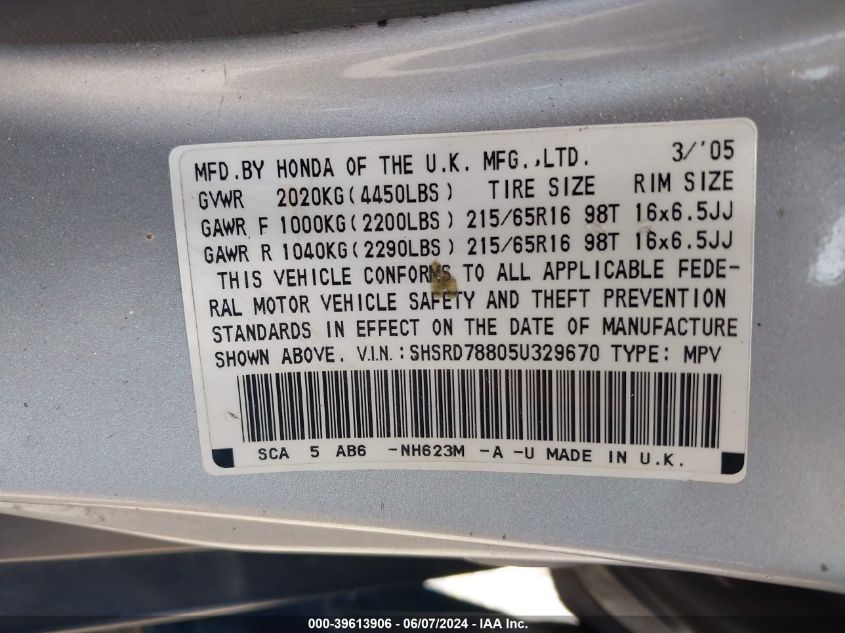 MFD.BY HONDA OF THE U.K. MFG.,LTD. 3/'05
GVWR 2020KG(4450LBS) TIRE SIZE RIM SIZE
GAWR F 1000KG(2200LBS) 215/65R16 98T 16x6.5JJ
GAWR R 1040KG(2290LBS) 215/65R16 98T 16x6.5JJ
THIS VEHICLE CONFORMS TO ALL APPLICABLE FEDE-
RAL MOTOR VEHICLE SAFETY AND THEFT PREVENTION
STANDARDS IN EFFECT ON THE DATE OF MANUFACTURE
SHOWN ABOVE. V.I.N.:SHSRD78805U329670 TYPE: MPV
SCA 5 AB6 -NH623M -A -U MADE IN U.K.
000-39613906 - 06/07/2024 - 1548527805